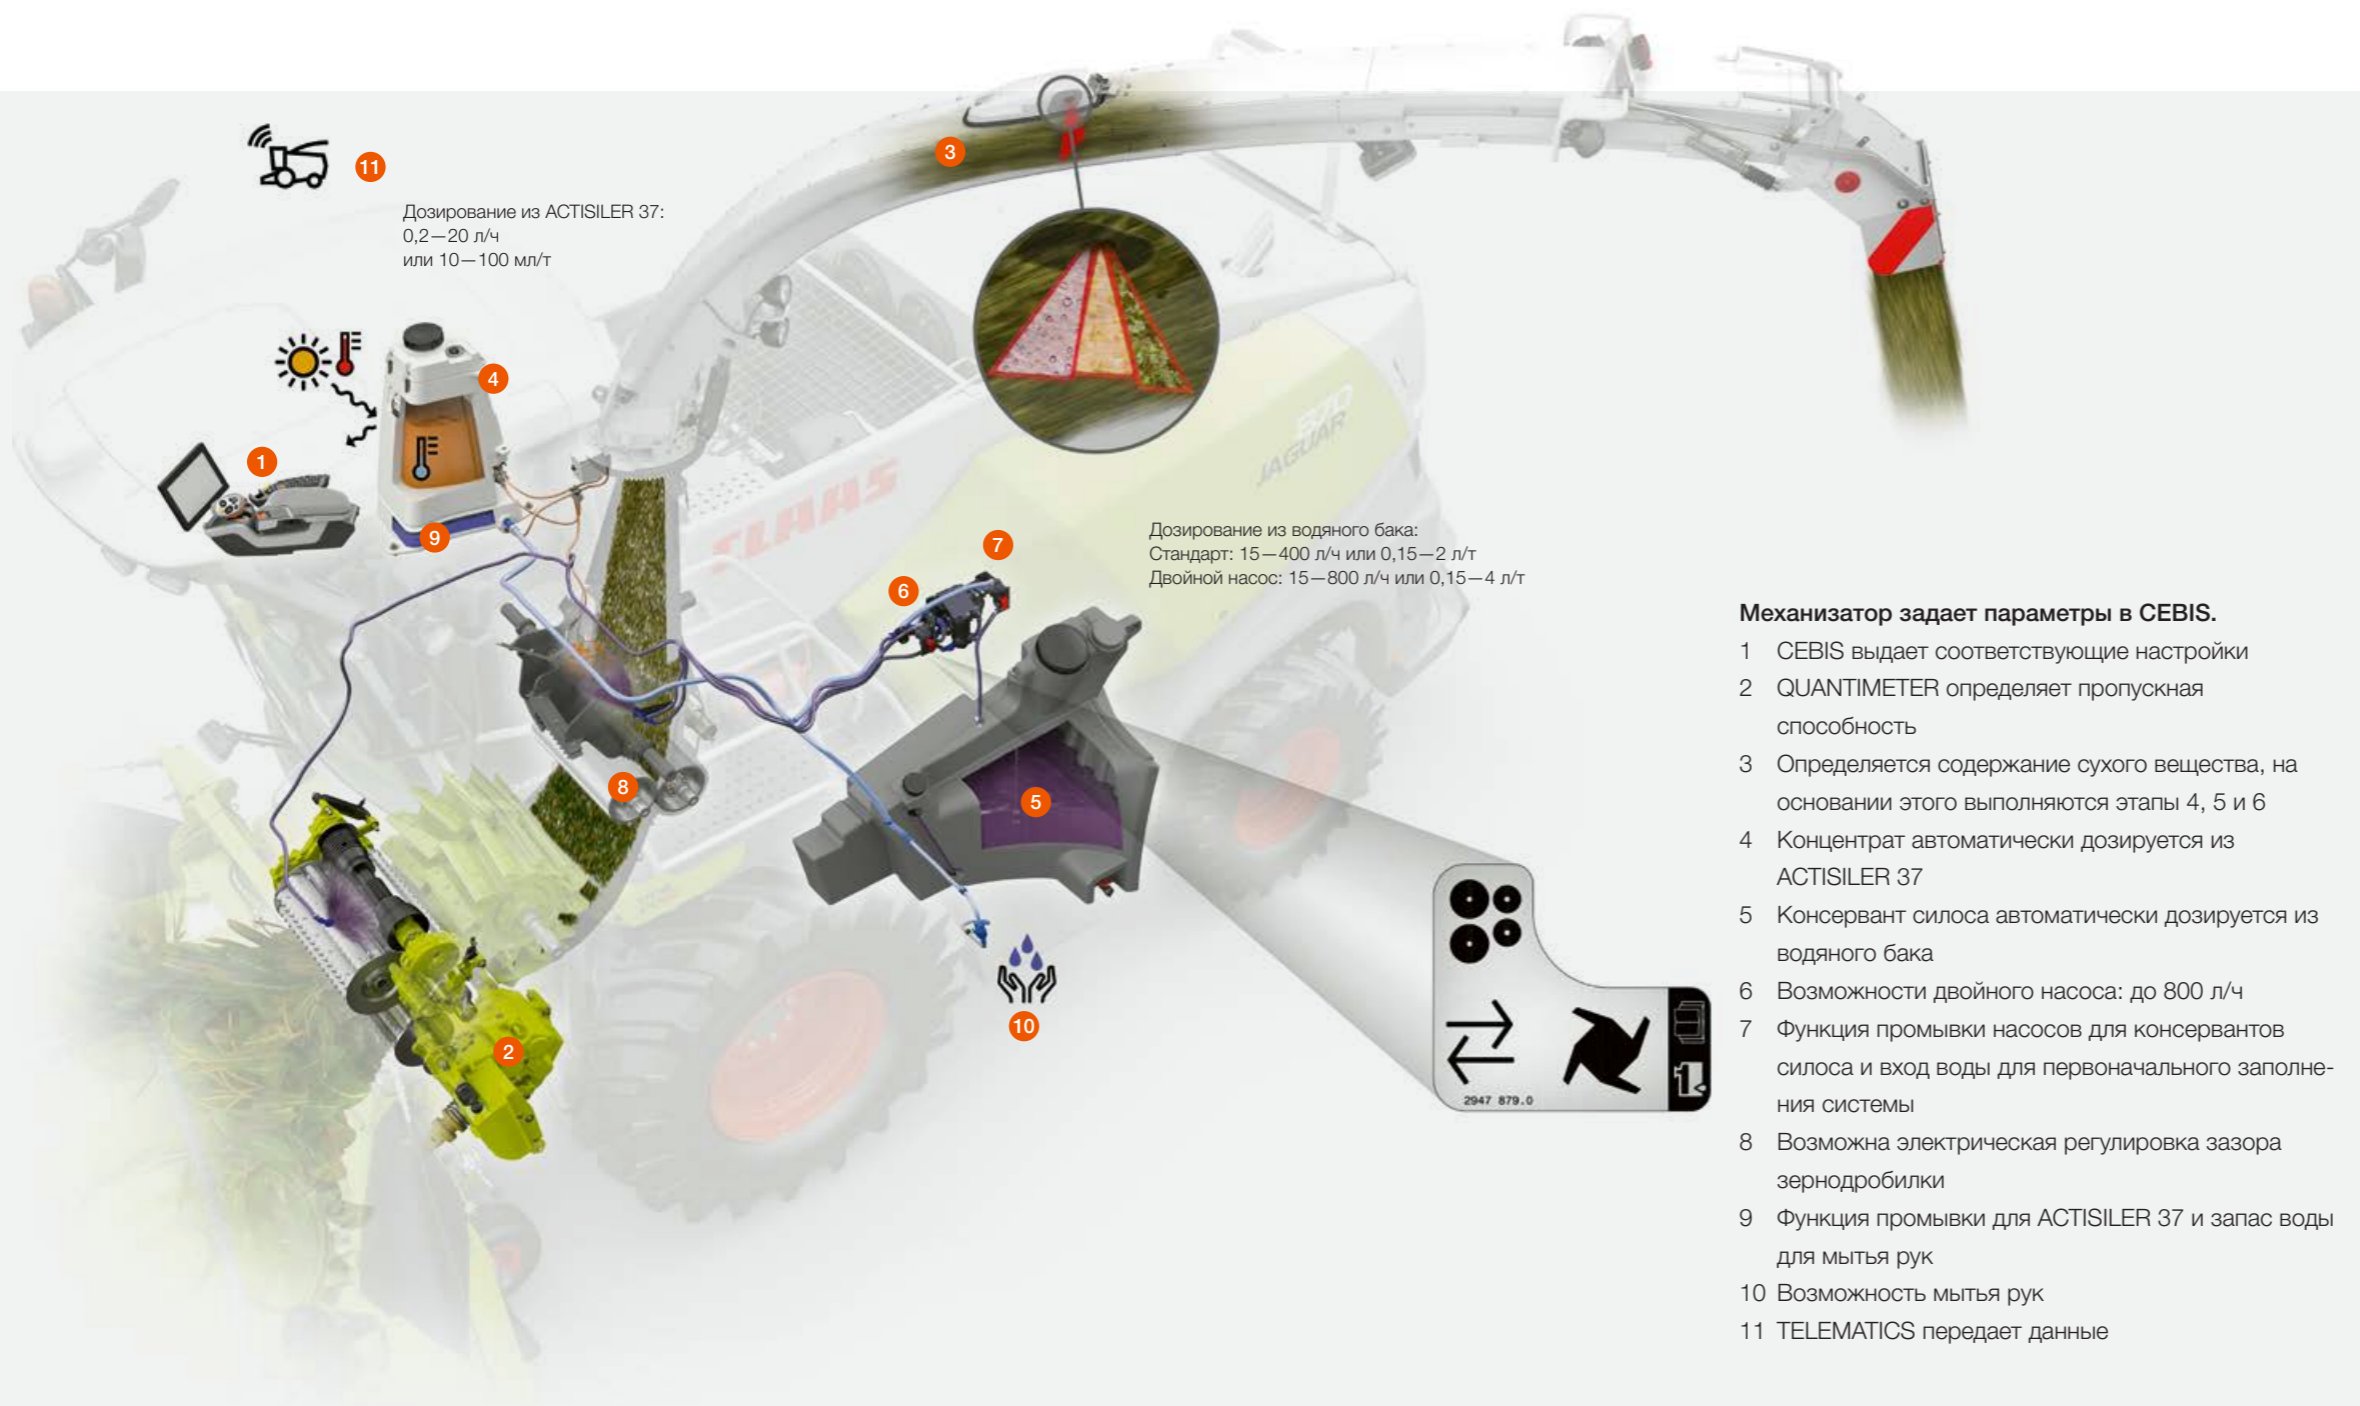 11
Дозирование из ACTISILER 37:
0,2—20 л/ч
или 10—100 мл/т
3
4
1
9
870
JAGUAR
CLAAS
Дозирование из водяного бака:
Стандарт: 15—400 л/ч или 0,15—2 л/т
Двойной насос: 15—800 л/ч или 0,15—4 л/т
7
6
8
5
10
2
2947 879.0
Механизатор задает параметры в CEBIS.
1 CEBIS выдает соответствующие настройки
2 QUANTIMETER определяет пропускная
способность
3 Определяется содержание сухого вещества, на
основании этого выполняются этапы 4, 5 и 6
4 Концентрат автоматически дозируется из
ACTISILER 37
5 Консервант силоса автоматически дозируется из
водяного бака
6 Возможности двойного насоса: до 800 л/ч
7 Функция промывки насосов для консервантов
силоса и вход воды для первоначального заполне-
ния системы
8 Возможна электрическая регулировка зазора
зернодробилки
9 Функция промывки для ACTISILER 37 и запас воды
для мытья рук
10 Возможность мытья рук
11 TELEMATICS передает данные